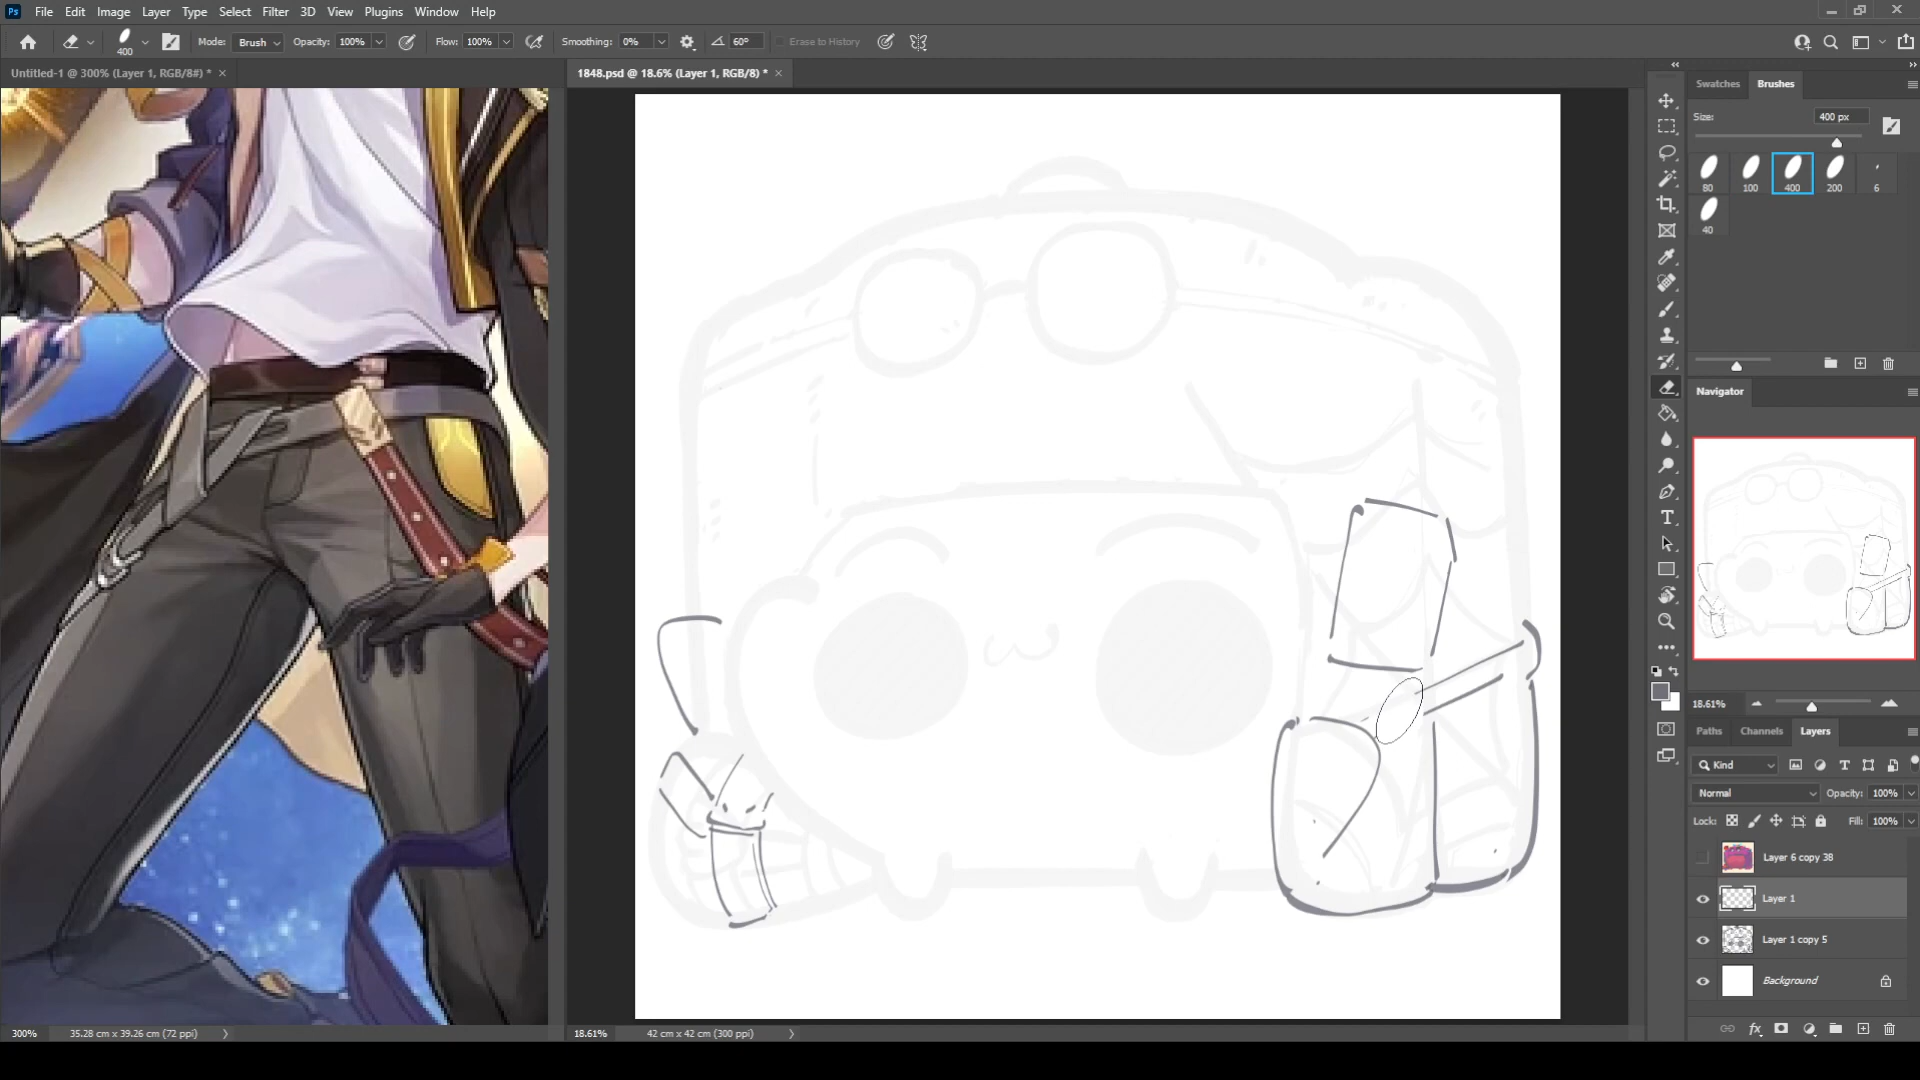 Ps File Edit Image Layer Type Select Filter 3D View Plugins Window Help
400 Mode: Brush Opacity: 100% Flow: 100% Smoothing: 0% 60° Erase to History
Untitled-1 @ 300% (Layer 1, RGB/8#) * ×
1848.psd @ 18.6% (Layer 1, RGB/8) * ×
Swatches Brushes
Size: 400 px
80 100 400 200 6
40
Navigator
18.61%
Paths Channels Layers
Kind
Normal Opacity: 100%
Lock: Fill: 100%
Layer 6 copy 38
Layer 1
Layer 1 copy 5
Background
300% 35.28 cm x 39.26 cm (72 ppi)
18.61% 42 cm x 42 cm (300 ppi)